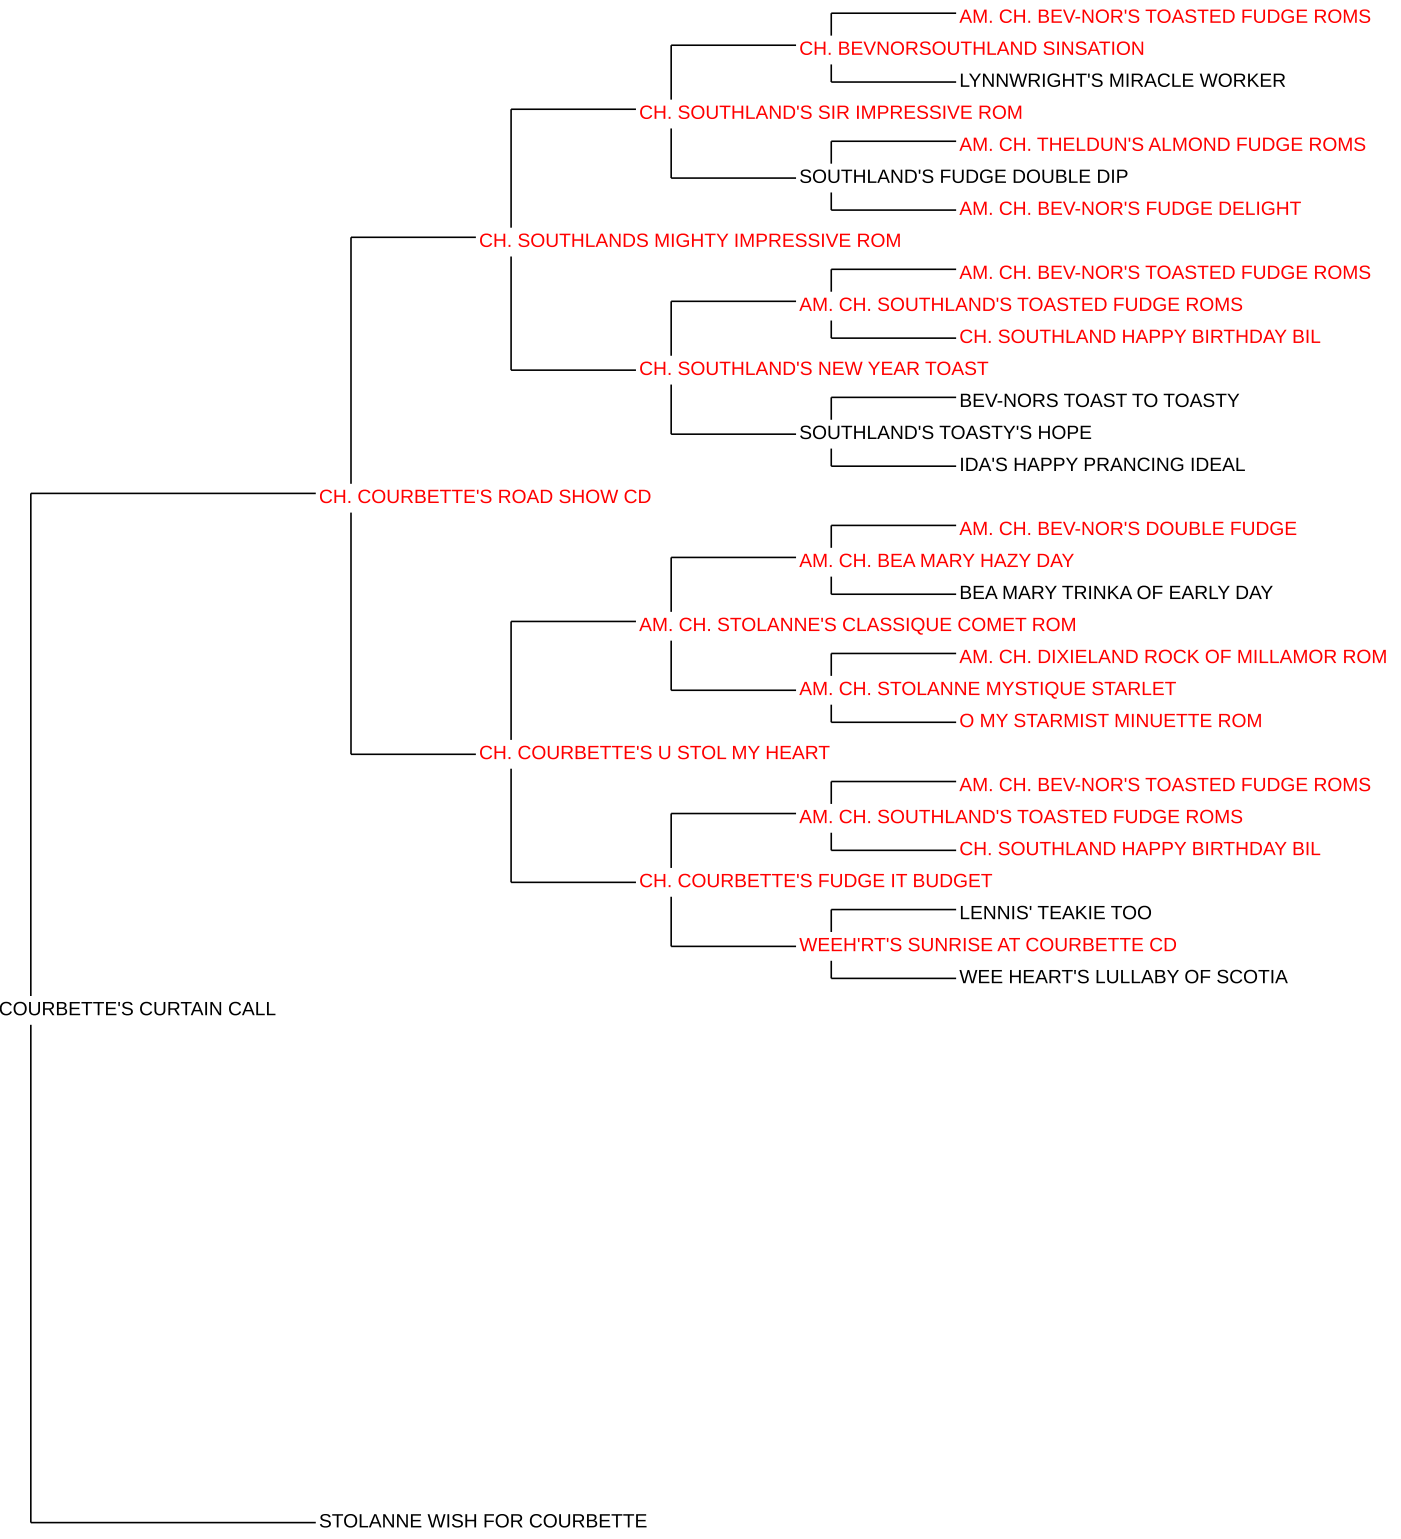 AM. CH. BEV-NOR'S TOASTED FUDGE ROMS
CH. BEVNORSOUTHLAND SINSATION
LYNNWRIGHT'S MIRACLE WORKER
CH. SOUTHLAND'S SIR IMPRESSIVE ROM
AM. CH. THELDUN'S ALMOND FUDGE ROMS
SOUTHLAND'S FUDGE DOUBLE DIP
AM. CH. BEV-NOR'S FUDGE DELIGHT
CH. SOUTHLANDS MIGHTY IMPRESSIVE ROM
AM. CH. BEV-NOR'S TOASTED FUDGE ROMS
AM. CH. SOUTHLAND'S TOASTED FUDGE ROMS
CH. SOUTHLAND HAPPY BIRTHDAY BIL
CH. SOUTHLAND'S NEW YEAR TOAST
BEV-NORS TOAST TO TOASTY
SOUTHLAND'S TOASTY'S HOPE
IDA'S HAPPY PRANCING IDEAL
CH. COURBETTE'S ROAD SHOW CD
AM. CH. BEV-NOR'S DOUBLE FUDGE
AM. CH. BEA MARY HAZY DAY
BEA MARY TRINKA OF EARLY DAY
AM. CH. STOLANNE'S CLASSIQUE COMET ROM
AM. CH. DIXIELAND ROCK OF MILLAMOR ROM
AM. CH. STOLANNE MYSTIQUE STARLET
O MY STARMIST MINUETTE ROM
CH. COURBETTE'S U STOL MY HEART
AM. CH. BEV-NOR'S TOASTED FUDGE ROMS
AM. CH. SOUTHLAND'S TOASTED FUDGE ROMS
CH. SOUTHLAND HAPPY BIRTHDAY BIL
CH. COURBETTE'S FUDGE IT BUDGET
LENNIS' TEAKIE TOO
WEEH'RT'S SUNRISE AT COURBETTE CD
WEE HEART'S LULLABY OF SCOTIA
COURBETTE'S CURTAIN CALL
STOLANNE WISH FOR COURBETTE